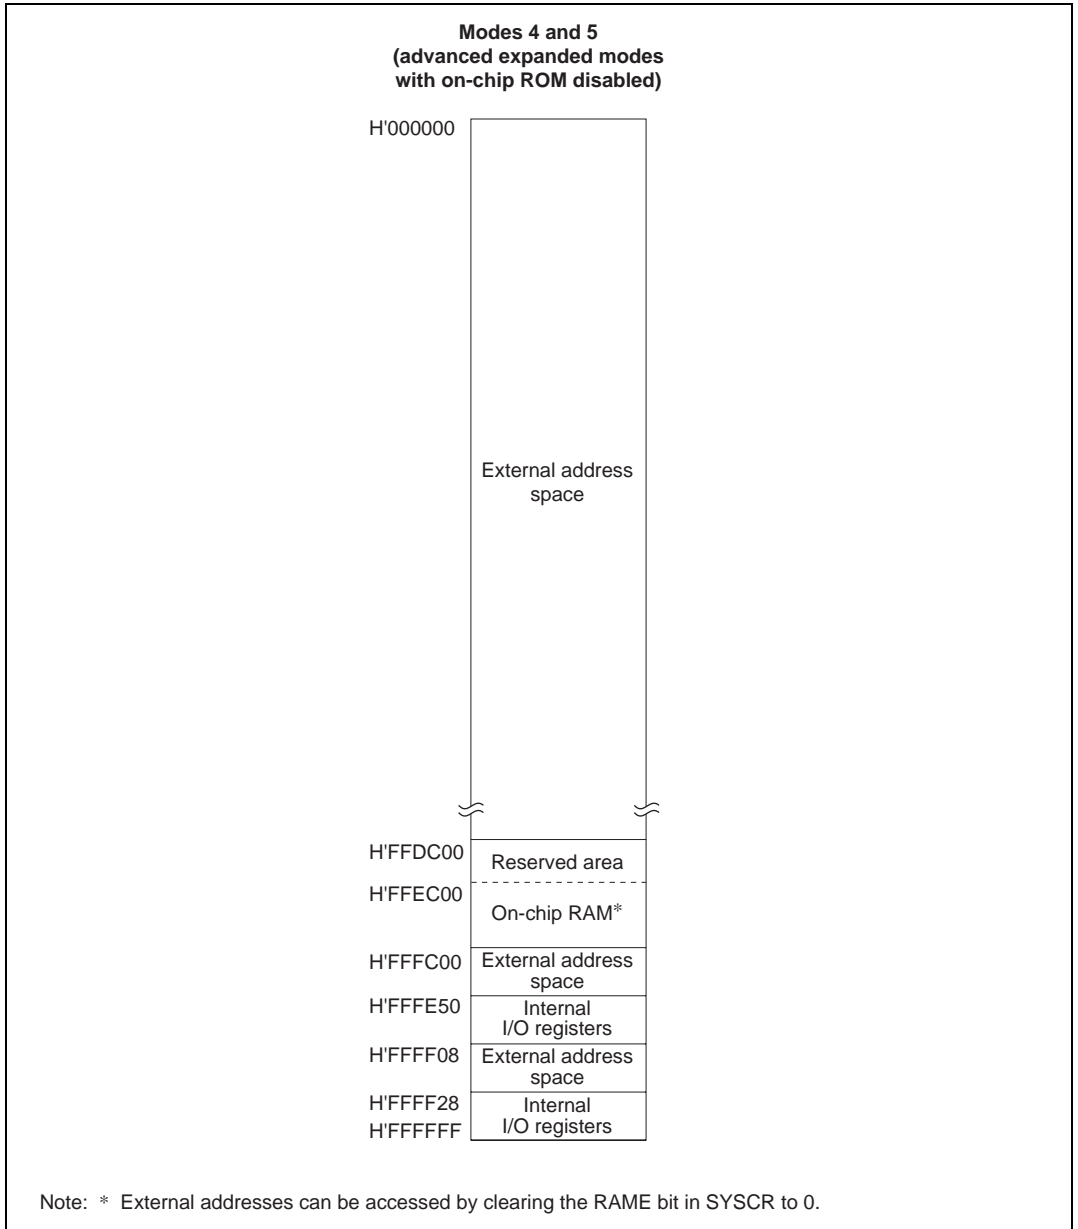 Modes 4 and 5
(advanced expanded modes
with on-chip ROM disabled)
H'000000
External address
space
H'FFDC00
Reserved area
H'FFEC00
On-chip RAM*
H'FFFC00
External address
space
H'FFFE50
Internal
I/O registers
H'FFFF08
External address
space
H'FFFF28
Internal
I/O registers
H'FFFFFF
Note: * External addresses can be accessed by clearing the RAME bit in SYSCR to 0.